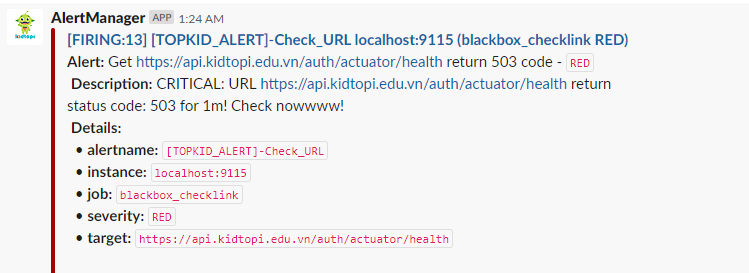 kidtopi
AlertManager APP 1:24 AM
[FIRING:13] [TOPKID_ALERT]-Check_URL localhost:9115 (blackbox_checklink RED)
Alert: Get https://api.kidtopi.edu.vn/auth/actuator/health return 503 code - RED
Description: CRITICAL: URL https://api.kidtopi.edu.vn/auth/actuator/health return
status code: 503 for 1m! Check nowwww!
Details:
• alertname: [TOPKID_ALERT]-Check_URL
• instance: localhost:9115
• job: blackbox_checklink
• severity: RED
• target: https://api.kidtopi.edu.vn/auth/actuator/health